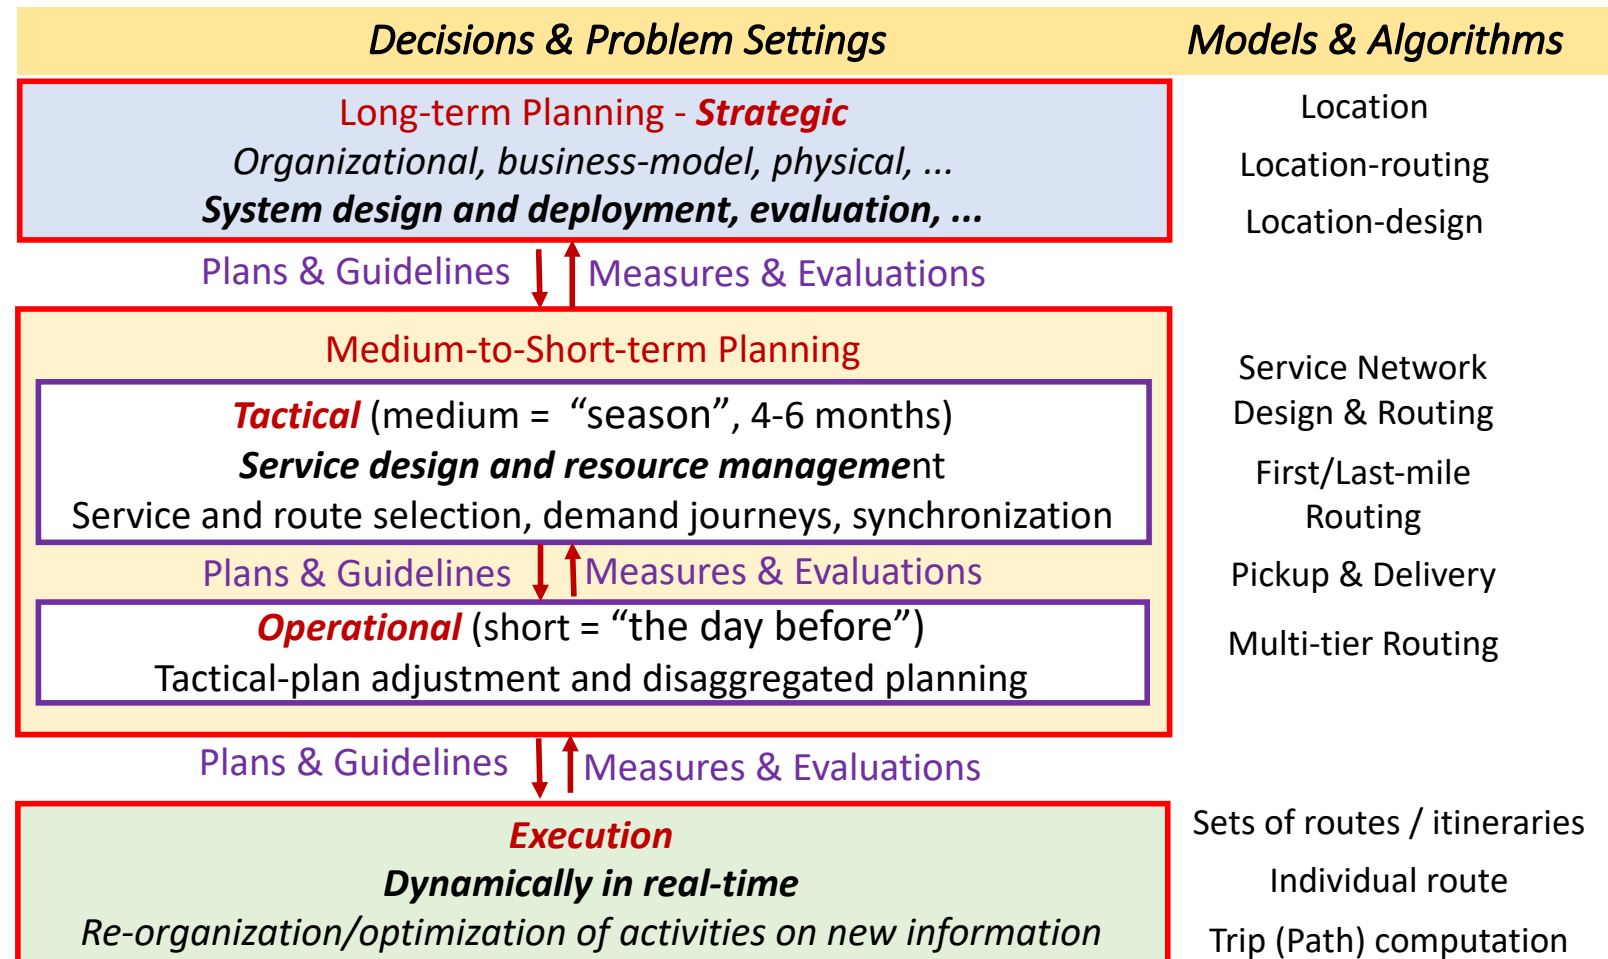 Decisions & Problem Settings
Models & Algorithms
Long-term Planning - Strategic
Organizational, business-model, physical, ...
System design and deployment, evaluation, ...
Location
Location-routing
Location-design
Plans & Guidelines
Measures & Evaluations
Medium-to-Short-term Planning
Tactical (medium = “season”, 4-6 months)
Service design and resource management
Service and route selection, demand journeys, synchronization
Plans & Guidelines
Measures & Evaluations
Operational (short = “the day before”)
Tactical-plan adjustment and disaggregated planning
Service Network
Design & Routing
First/Last-mile
Routing
Pickup & Delivery
Multi-tier Routing
Plans & Guidelines
Measures & Evaluations
Execution
Dynamically in real-time
Re-organization/optimization of activities on new information
Sets of routes / itineraries
Individual route
Trip (Path) computation